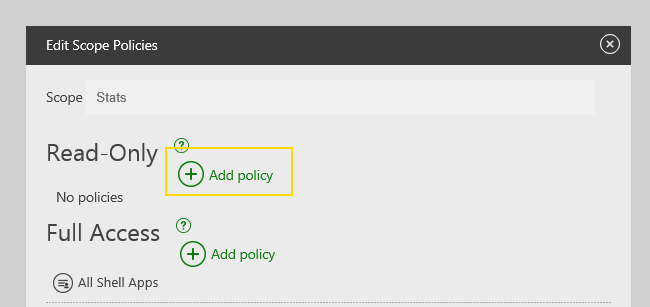 Edit Scope Policies
Scope Stats
Read-Only ?
Add policy
No policies
Full Access ?
Add policy
All Shell Apps